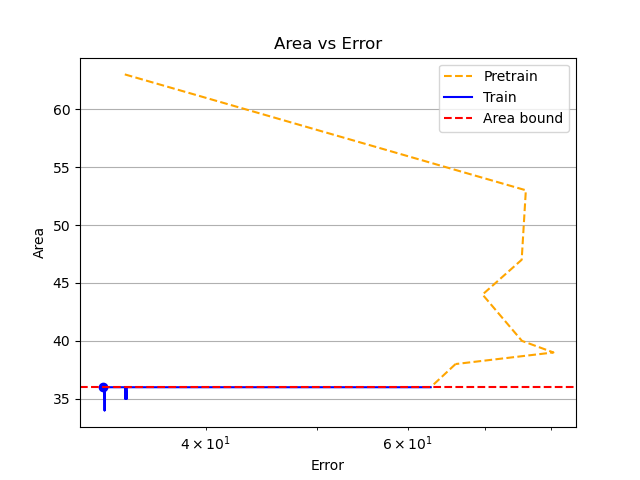 Area vs Error
Pretrain
Train
Area bound
Area
60
55
50
45
40
35
4 × 10¹
6 × 10¹
Error